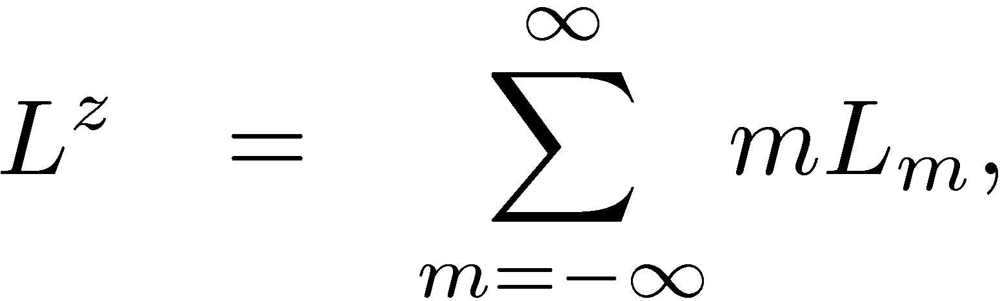 $L^z = \sum_{m=-\infty}^{\infty} m L_m,$